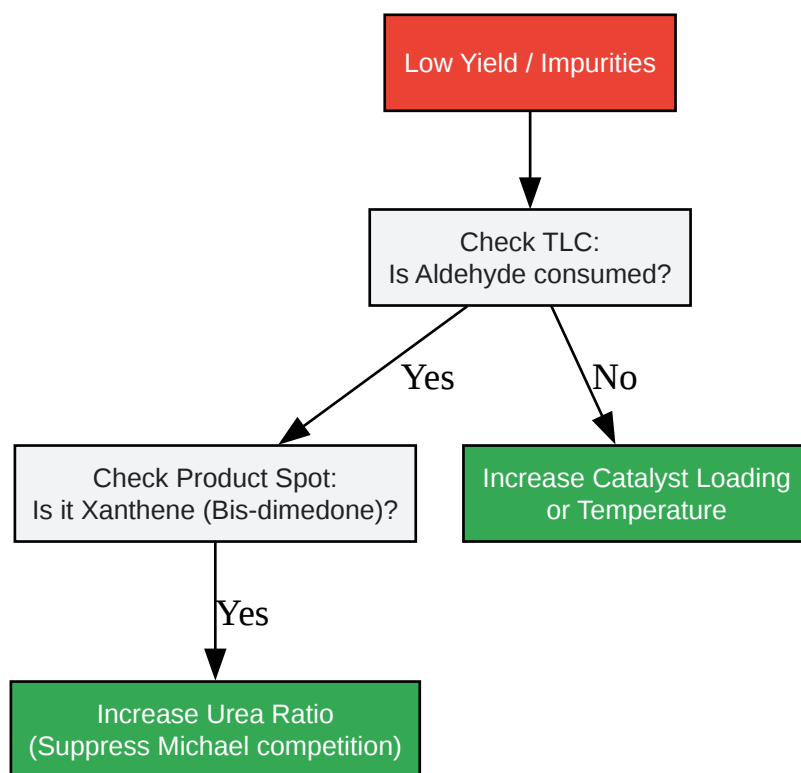 Low Yield / Impurities
Check TLC:
Is Aldehyde consumed?
Yes
No
Check Product Spot:
Is it Xanthene (Bis-dimedone)?
Increase Catalyst Loading
or Temperature
Yes
Increase Urea Ratio
(Suppress Michael competition)